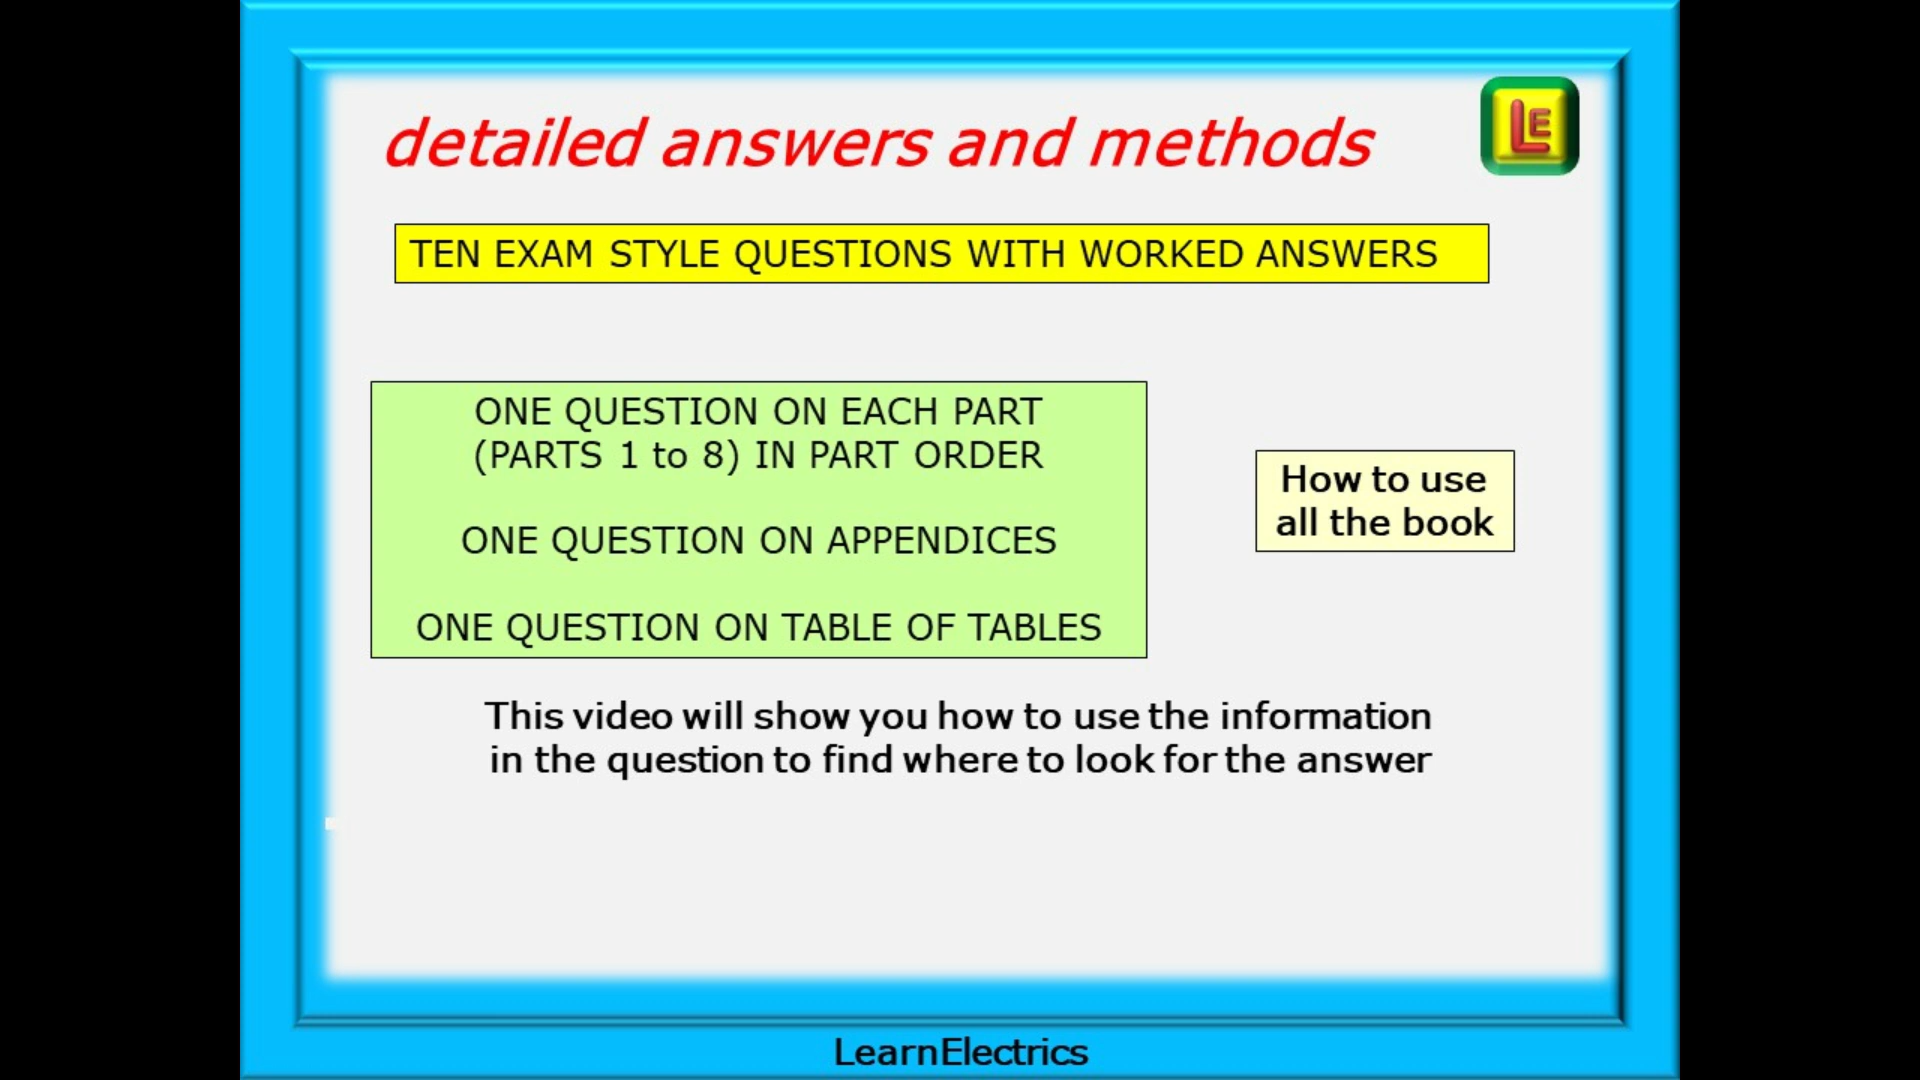 detailed answers and methods
LE
TEN EXAM STYLE QUESTIONS WITH WORKED ANSWERS
ONE QUESTION ON EACH PART
(PARTS 1 to 8) IN PART ORDER
ONE QUESTION ON APPENDICES
ONE QUESTION ON TABLE OF TABLES
How to use
all the book
This video will show you how to use the information
in the question to find where to look for the answer
LearnElectrics